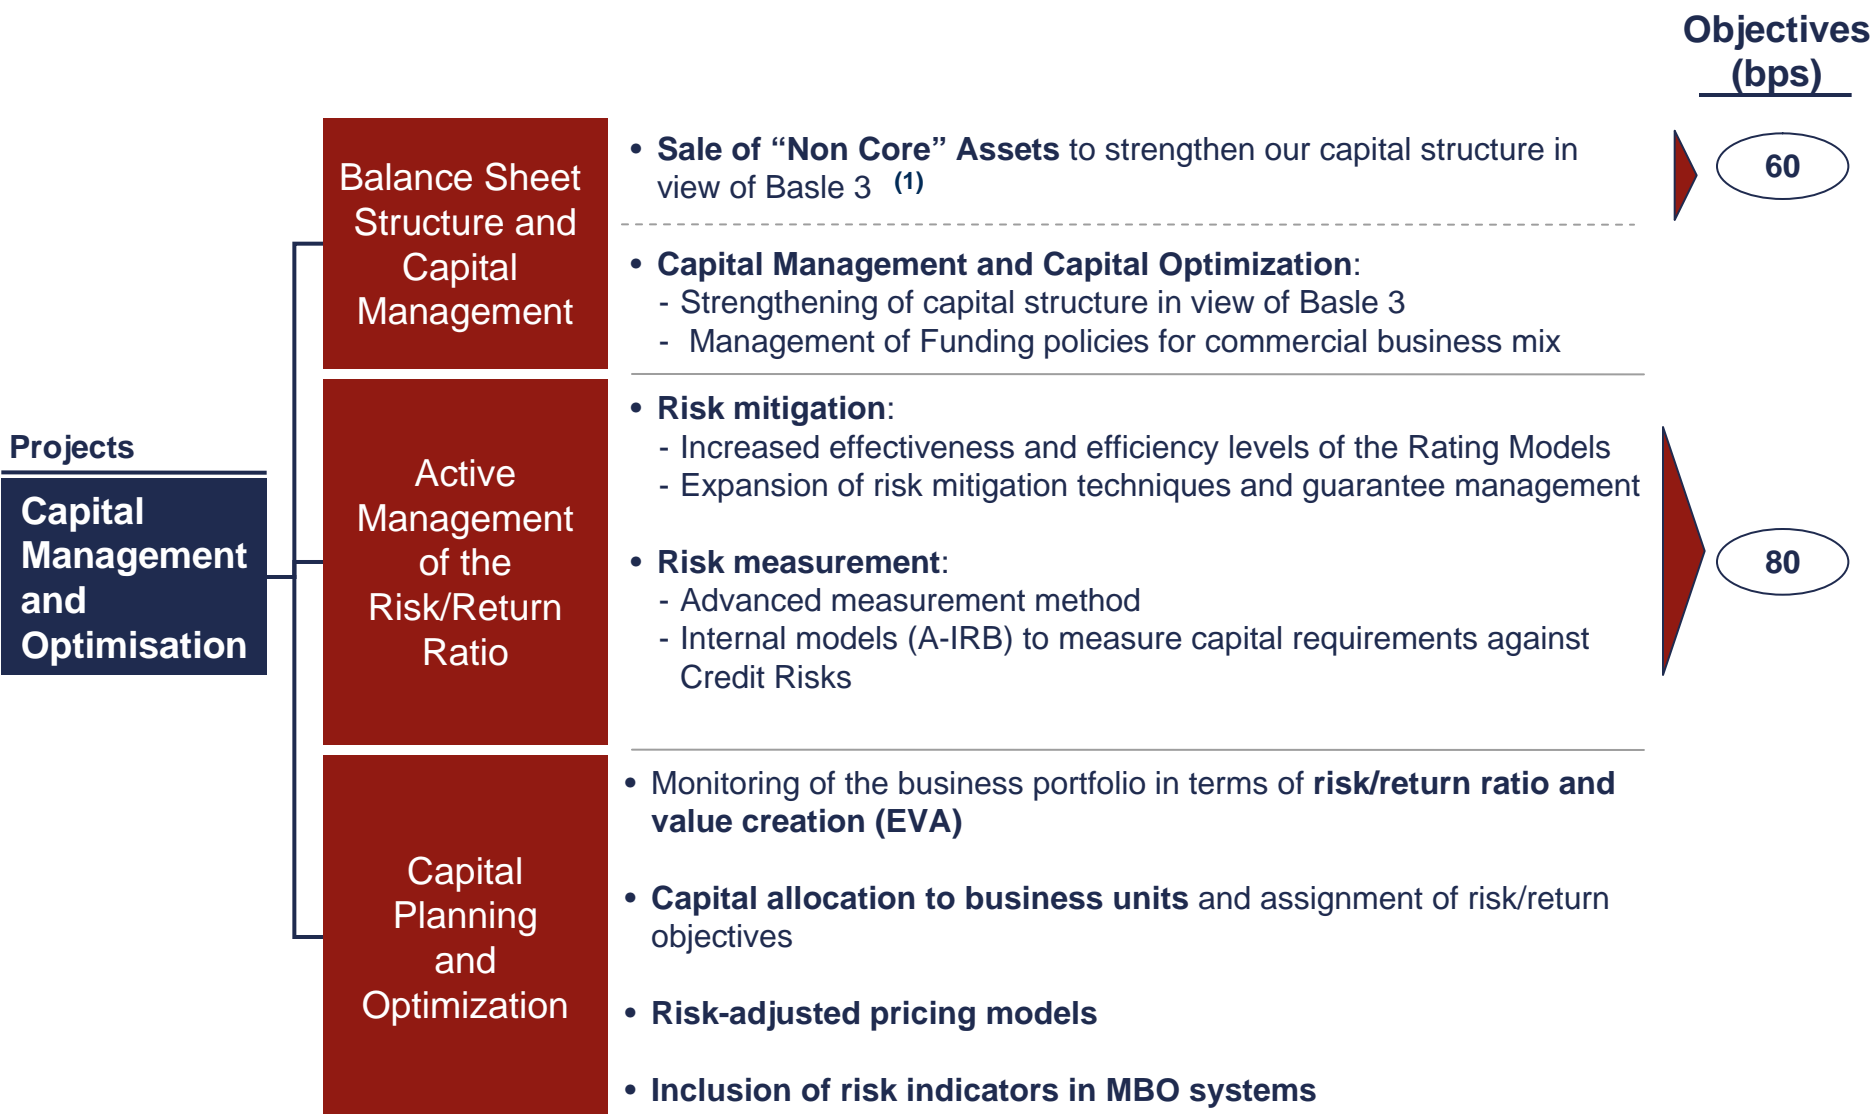 Objectives
(bps)
Projects
Capital
Management
and
Optimisation
Balance Sheet
Structure and
Capital
Management
• Sale of “Non Core” Assets to strengthen our capital structure in
view of Basle 3 (1)
60
• Capital Management and Capital Optimization:
- Strengthening of capital structure in view of Basle 3
- Management of Funding policies for commercial business mix
Active
Management
of the
Risk/Return
Ratio
• Risk mitigation:
- Increased effectiveness and efficiency levels of the Rating Models
- Expansion of risk mitigation techniques and guarantee management
• Risk measurement:
- Advanced measurement method
- Internal models (A-IRB) to measure capital requirements against
Credit Risks
80
Capital
Planning
and
Optimization
• Monitoring of the business portfolio in terms of risk/return ratio and
value creation (EVA)
• Capital allocation to business units and assignment of risk/return
objectives
• Risk-adjusted pricing models
• Inclusion of risk indicators in MBO systems